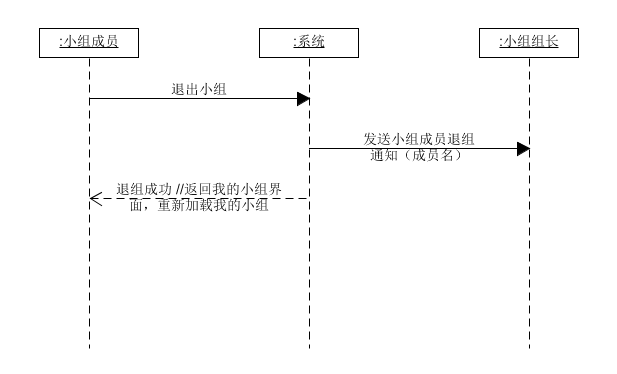 :小组成员
:系统
:小组组长
退出小组
发送小组成员退组
通知（成员名）
退组成功 //返回我的小组界
面，重新加载我的小组